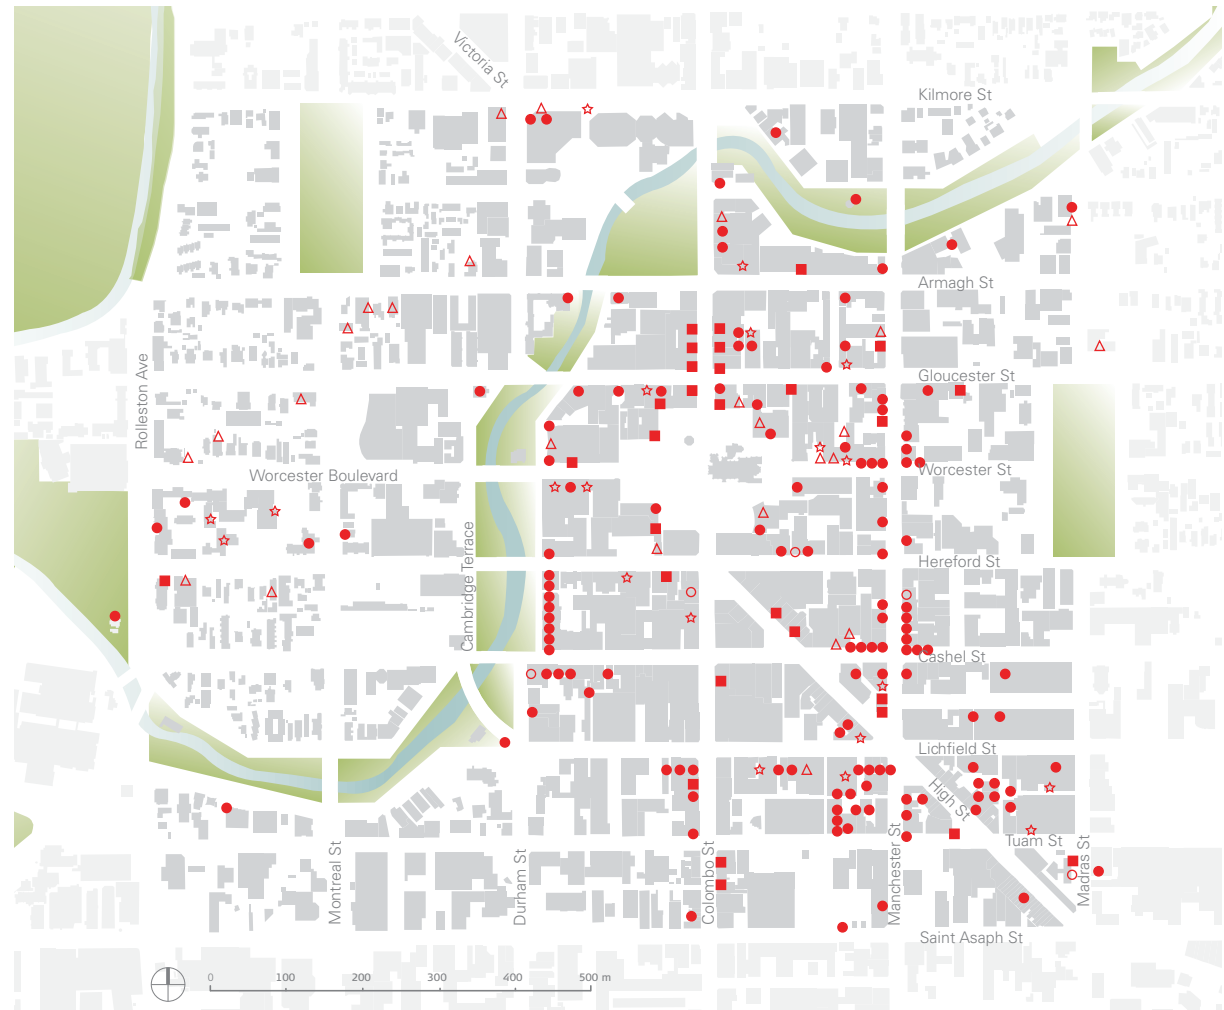 Victoria St
Kilmore St
Armagh St
Rolleston Ave
Gloucester St
Worcester Boulevard
Worcester St
Cambridge Terrace
Hereford St
Cashel St
Lichfield St
High St
Tuam St
Montreal St
Durham St
Colombo St
Manchester St
Madras St
Saint Asaph St
0 100 200 300 400 500 m